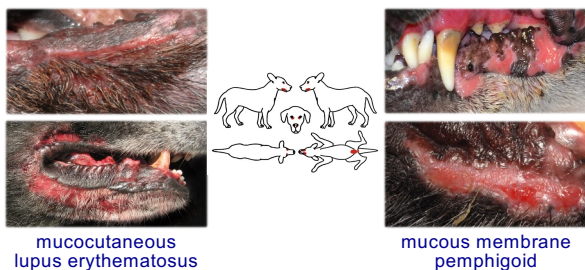 mucocutaneous
lupus erythematosus
mucous membrane
pemphigoid